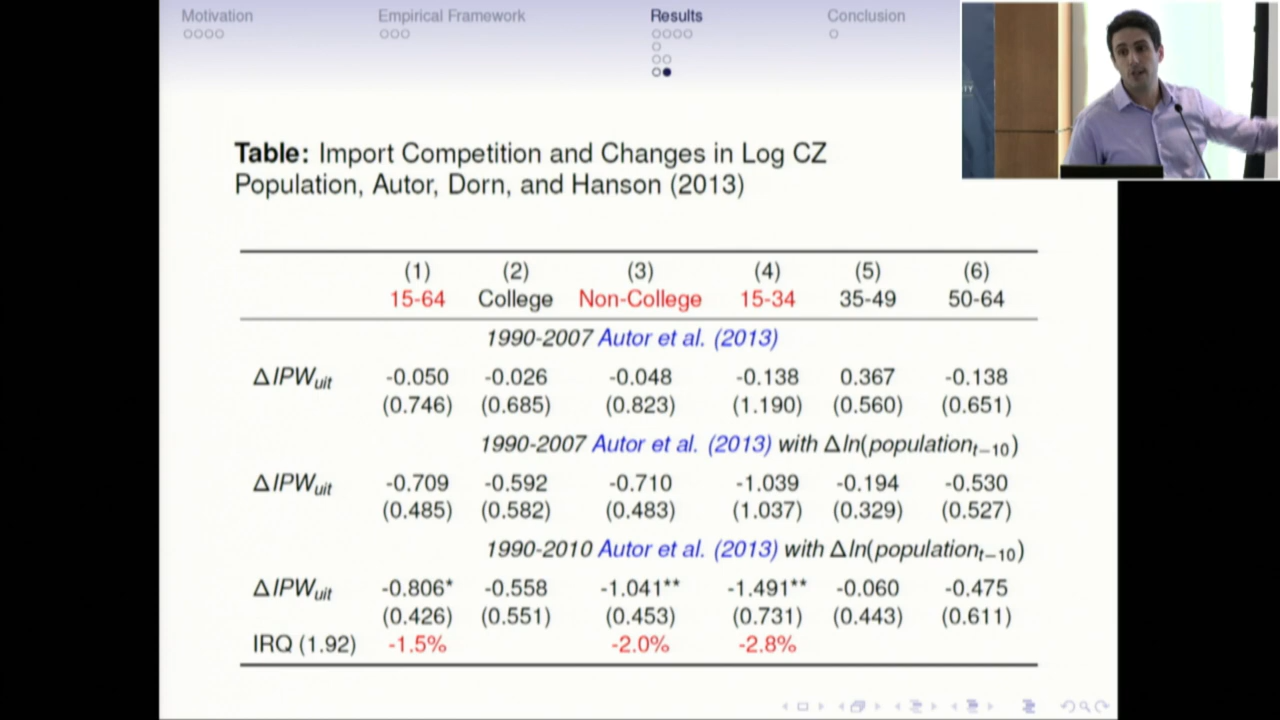 Motivation Empirical Framework Results Conclusion
Table: Import Competition and Changes in Log CZ
Population, Autor, Dorn, and Hanson (2013)
(1) (2) (3) (4) (5) (6)
15-64 College Non-College 15-34 35-49 50-64
1990-2007 Autor et al. (2013)
ΔIPWuit -0.050 -0.026 -0.048 -0.138 0.367 -0.138
(0.746) (0.685) (0.823) (1.190) (0.560) (0.651)
1990-2007 Autor et al. (2013) with Δln(populationt−10)
ΔIPWuit -0.709 -0.592 -0.710 -1.039 -0.194 -0.530
(0.485) (0.582) (0.483) (1.037) (0.329) (0.527)
1990-2010 Autor et al. (2013) with Δln(populationt−10)
ΔIPWuit -0.806* -0.558 -1.041** -1.491** -0.060 -0.475
(0.426) (0.551) (0.453) (0.731) (0.443) (0.611)
IRQ (1.92) -1.5% -2.0% -2.8%